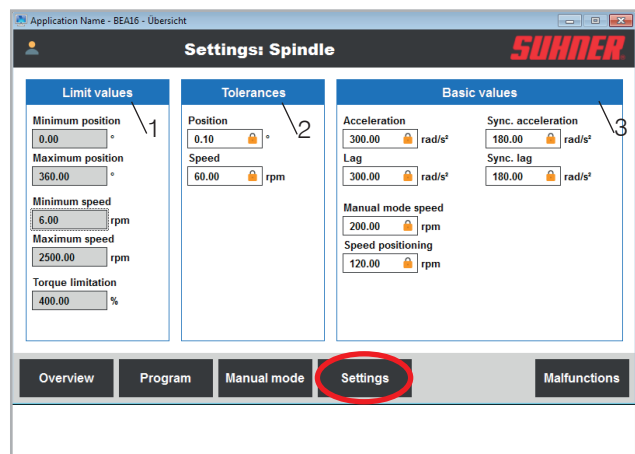 Application Name - BEA16 - Übersicht
Settings: Spindle
SUHNER
Limit values
1
Minimum position
0.00 °
Maximum position
360.00 °
Minimum speed
6.00 rpm
Maximum speed
2500.00 rpm
Torque limitation
400.00 %
Tolerances
2
Position
0.10 °
Speed
60.00 rpm
Basic values
3
Acceleration
300.00 rad/s²
Lag
300.00 rad/s²
Manual mode speed
200.00 rpm
Speed positioning
120.00 rpm
Sync. acceleration
180.00 rad/s²
Sync. lag
180.00 rad/s²
Overview Program Manual mode Settings Malfunctions